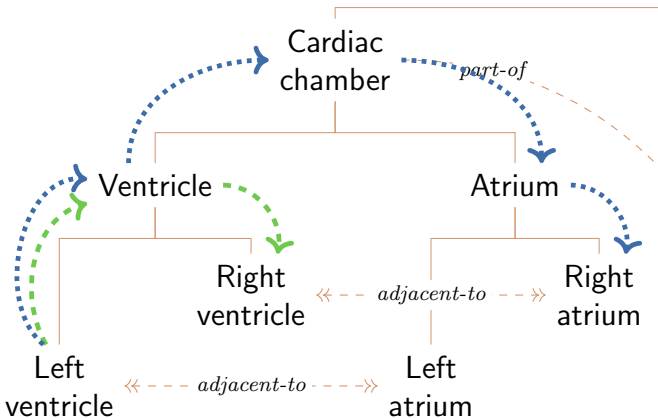 Cardiac
chamber
part-of
Ventricle
Atrium
Right
ventricle
adjacent-to
Right
atrium
Left
ventricle
adjacent-to
Left
atrium